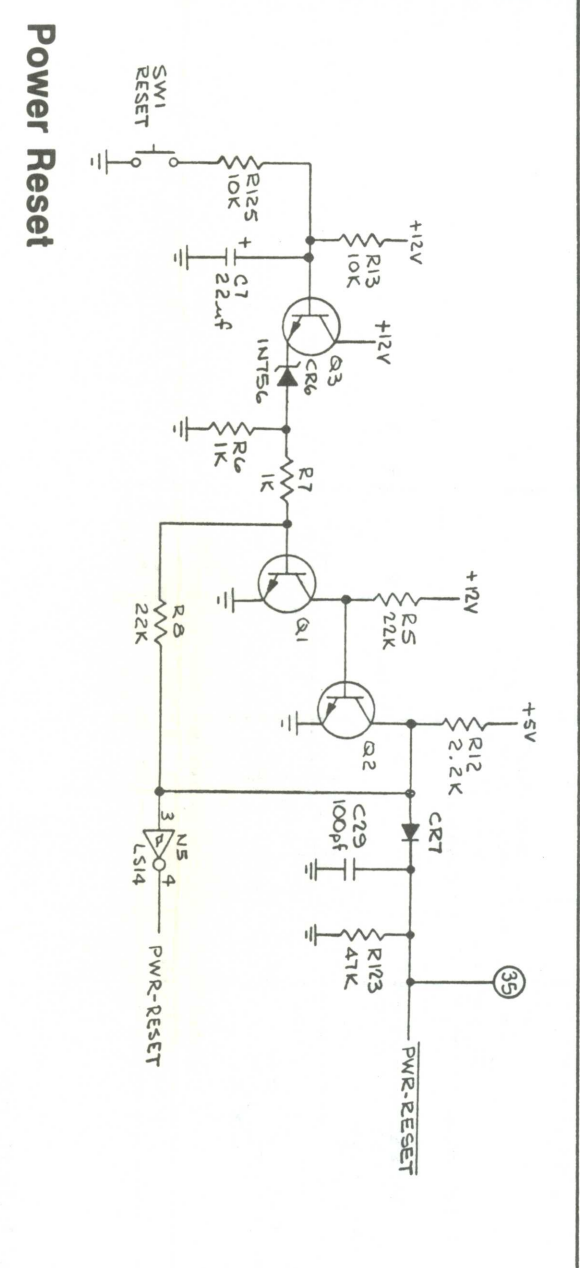 Power Reset
SW1
RESET
R125
10K
+12V
R13
10K
+
C7
22uf
+12V
Q3
CR6
1N756
R6
1K
R7
1K
Q1
+12V
R5
22K
R8
22K
Q2
+5V
R12
2.2K
CR7
C29
100pf
R123
47K
35
PWR-RESET
3
N5
LS14
4
PWR-RESET